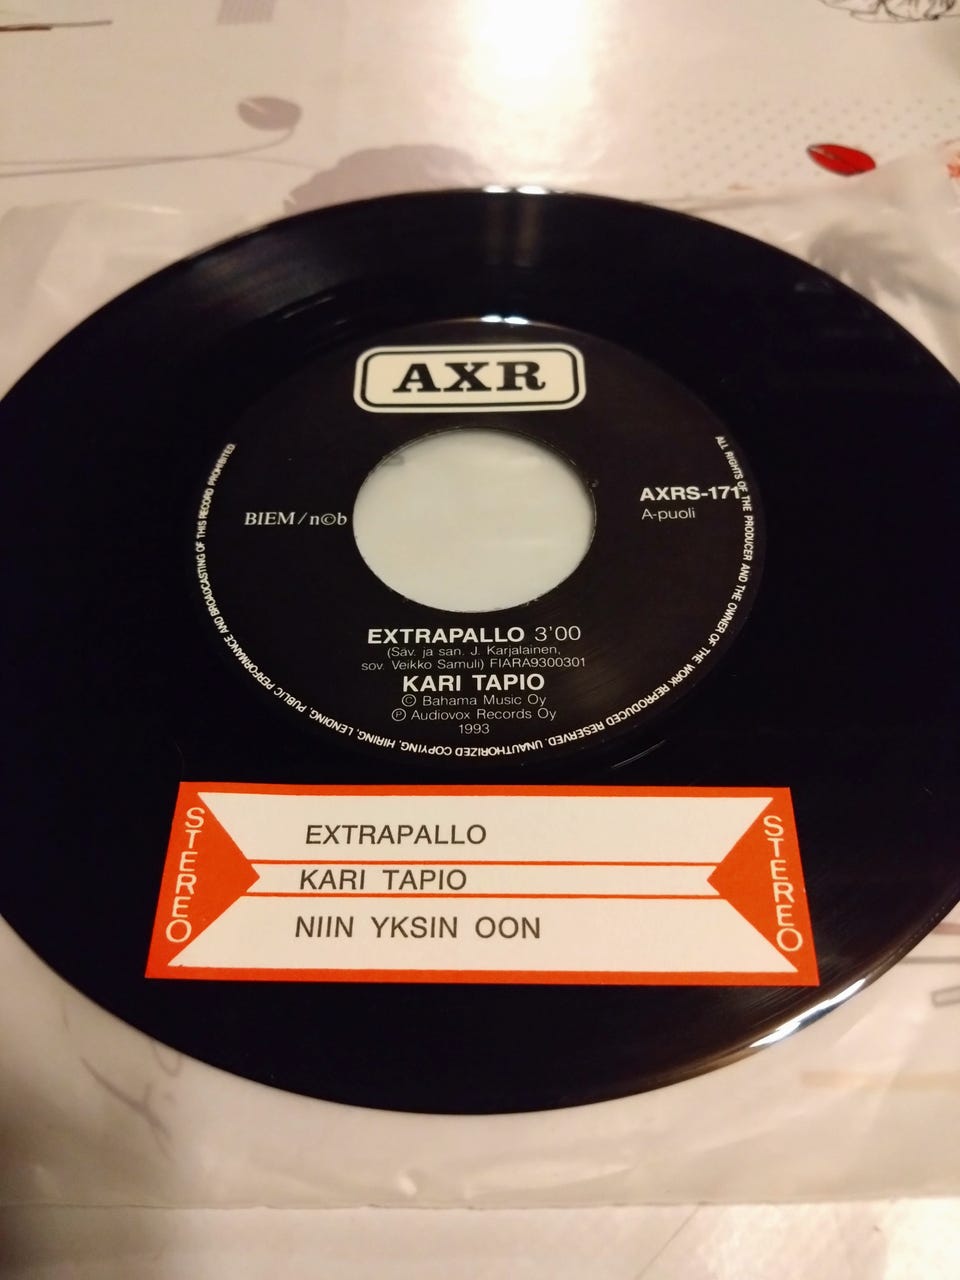 AXR
BIEM/n©b
AXRS-171
A-puoli
EXTRAPALLO 3'00
(Säv. ja san. J. Karjalainen,
sov. Veikko Samuli) FIARA9300301
KARI TAPIO
© Bahama Music Oy
℗ Audiovox Records Oy
1993
ALL RIGHTS OF THE PRODUCER AND THE OWNER OF THE WORK REPRODUCED RESERVED. UNAUTHORIZED COPYING, HIRING, LENDING, PUBLIC PERFORMANCE AND BROADCASTING OF THIS RECORD PROHIBITED
STEREO
EXTRAPALLO
KARI TAPIO
NIIN YKSIN OON
STEREO